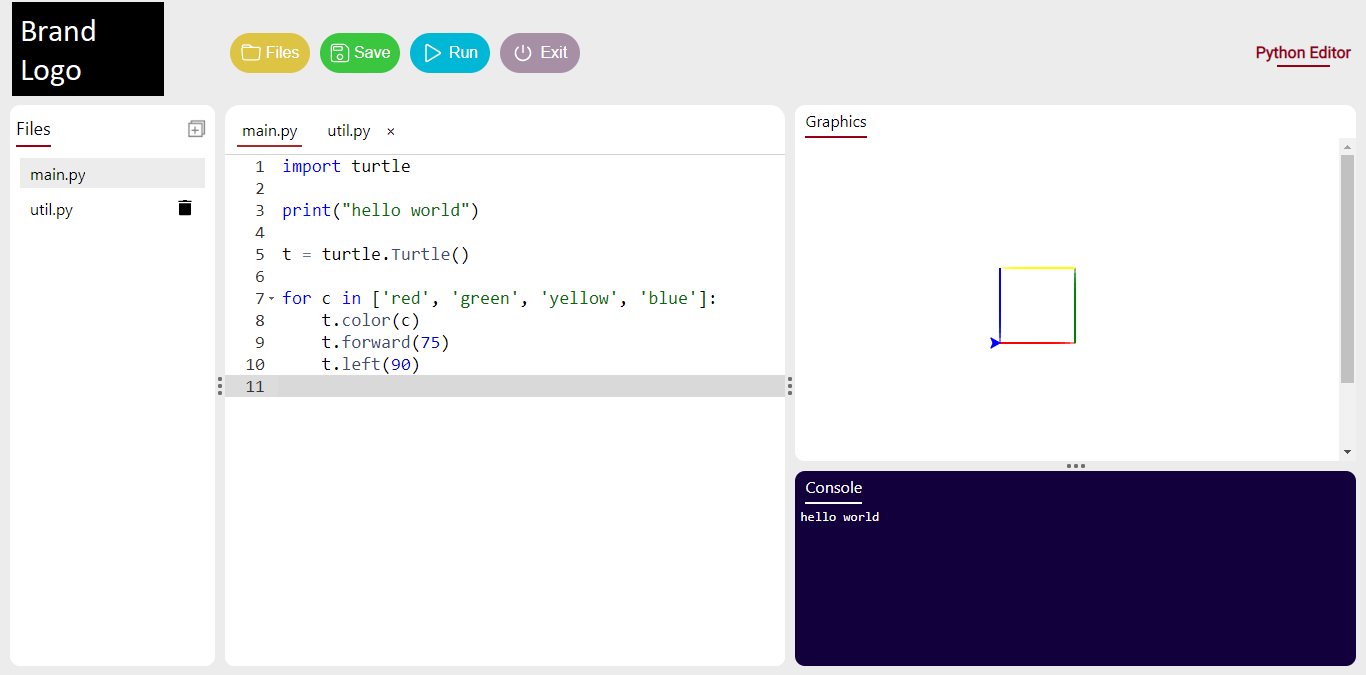 Brand
Logo
Files
Save
Run
Exit
Python Editor
Files
main.py
util.py
main.py
util.py ×
1 import turtle
2
3 print("hello world")
4
5 t = turtle.Turtle()
6
7 for c in ['red', 'green', 'yellow', 'blue']:
8     t.color(c)
9     t.forward(75)
10     t.left(90)
11
Graphics
Console
hello world